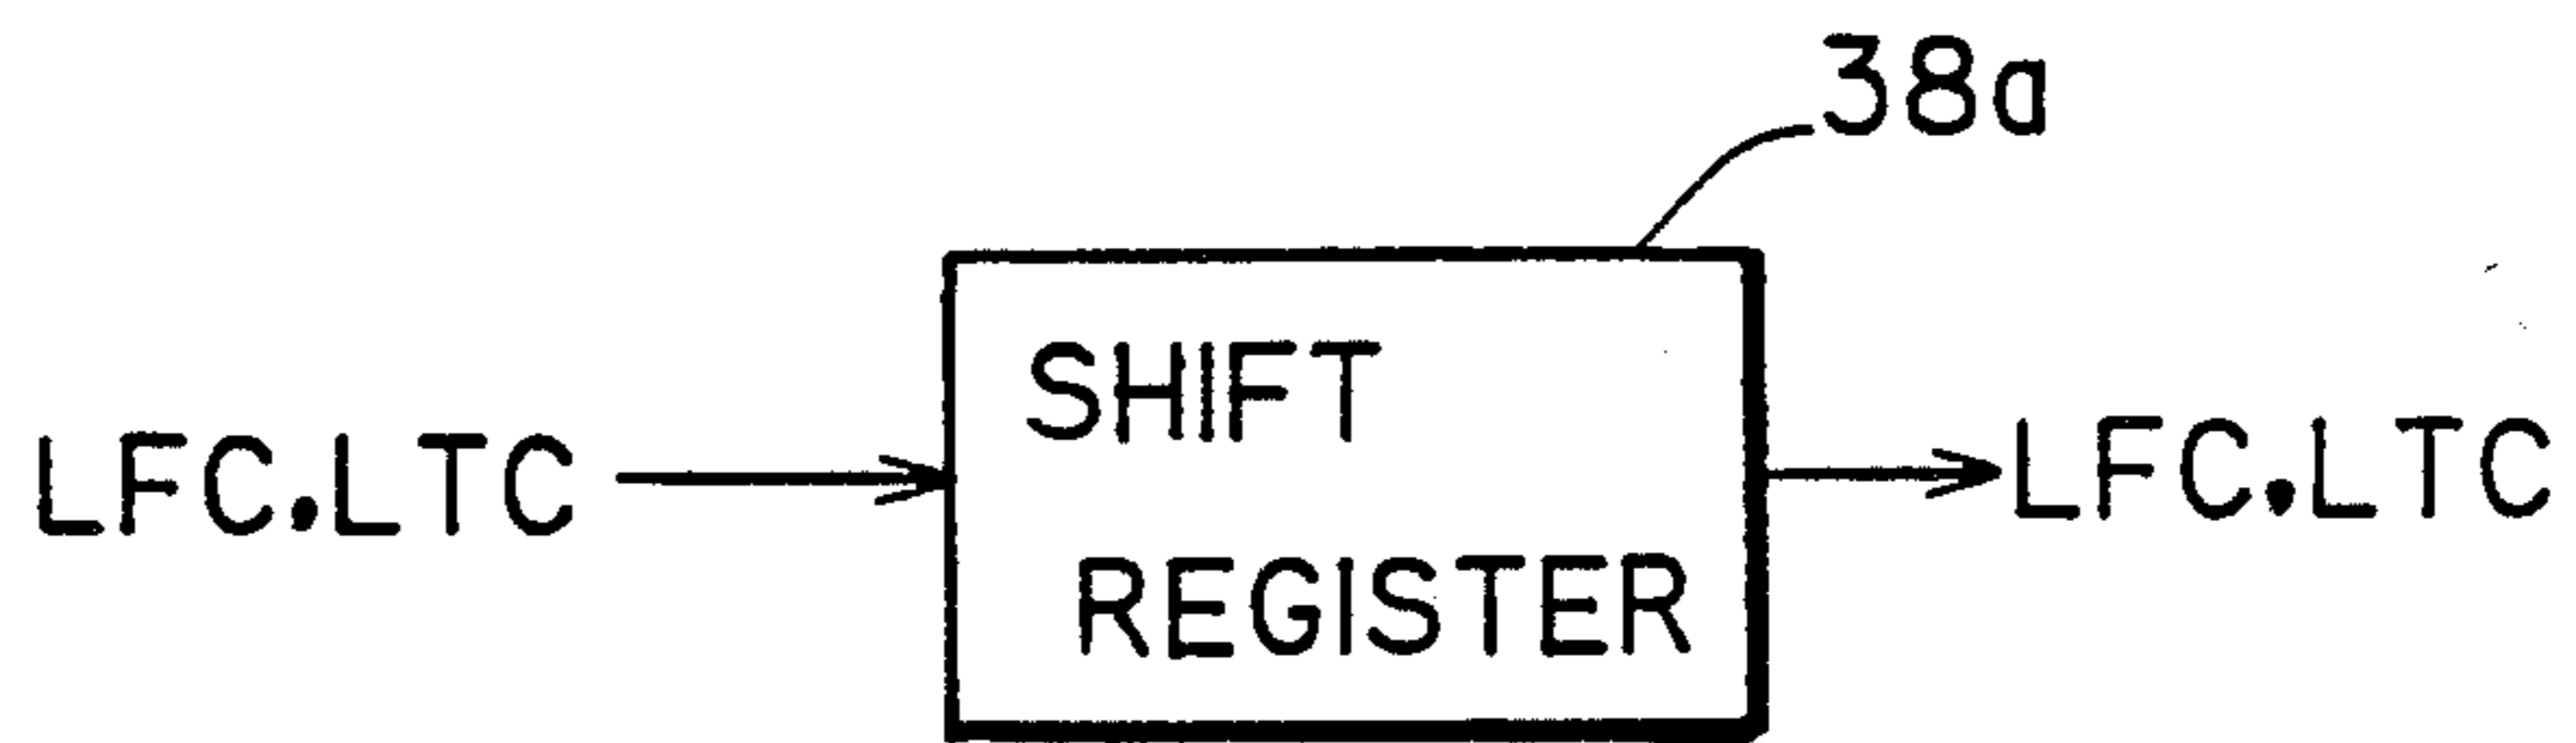 38a
SHIFT
LFC.LTC
LFC.LTC
REGISTER